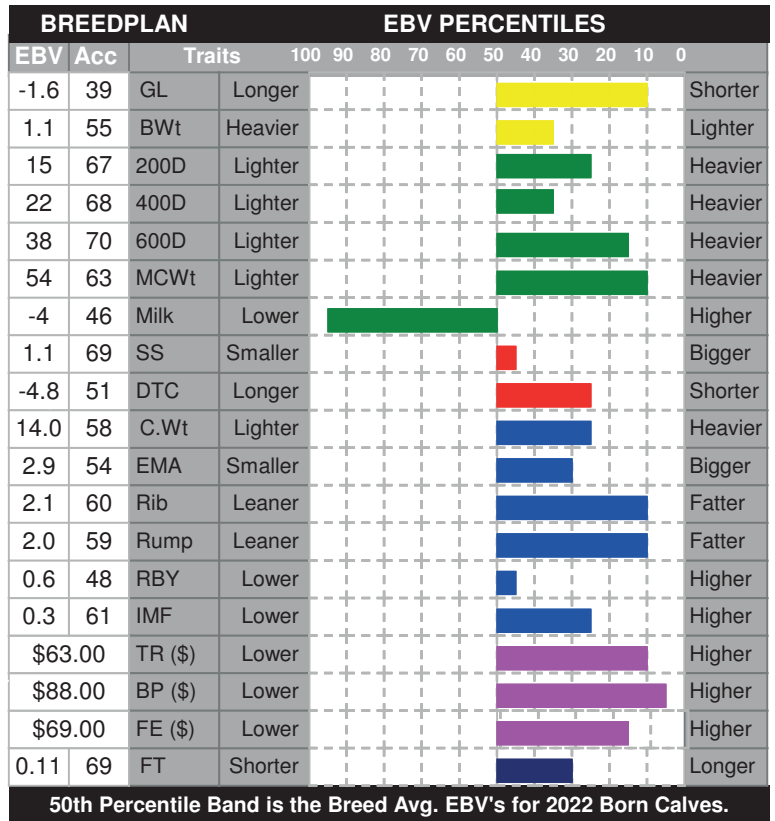 BREEDPLAN EBV PERCENTILES
EBV Acc Traits 100 90 80 70 60 50 40 30 20 10 0
-1.6 39 GL Longer Shorter
1.1 55 BWt Heavier Lighter
15 67 200D Lighter Heavier
22 68 400D Lighter Heavier
38 70 600D Lighter Heavier
54 63 MCWt Lighter Heavier
-4 46 Milk Lower Higher
1.1 69 SS Smaller Bigger
-4.8 51 DTC Longer Shorter
14.0 58 C.Wt Lighter Heavier
2.9 54 EMA Smaller Bigger
2.1 60 Rib Leaner Fatter
2.0 59 Rump Leaner Fatter
0.6 48 RBY Lower Higher
0.3 61 IMF Lower Higher
$63.00 TR ($) Lower Higher
$88.00 BP ($) Lower Higher
$69.00 FE ($) Lower Higher
0.11 69 FT Shorter Longer
50th Percentile Band is the Breed Avg. EBV's for 2022 Born Calves.